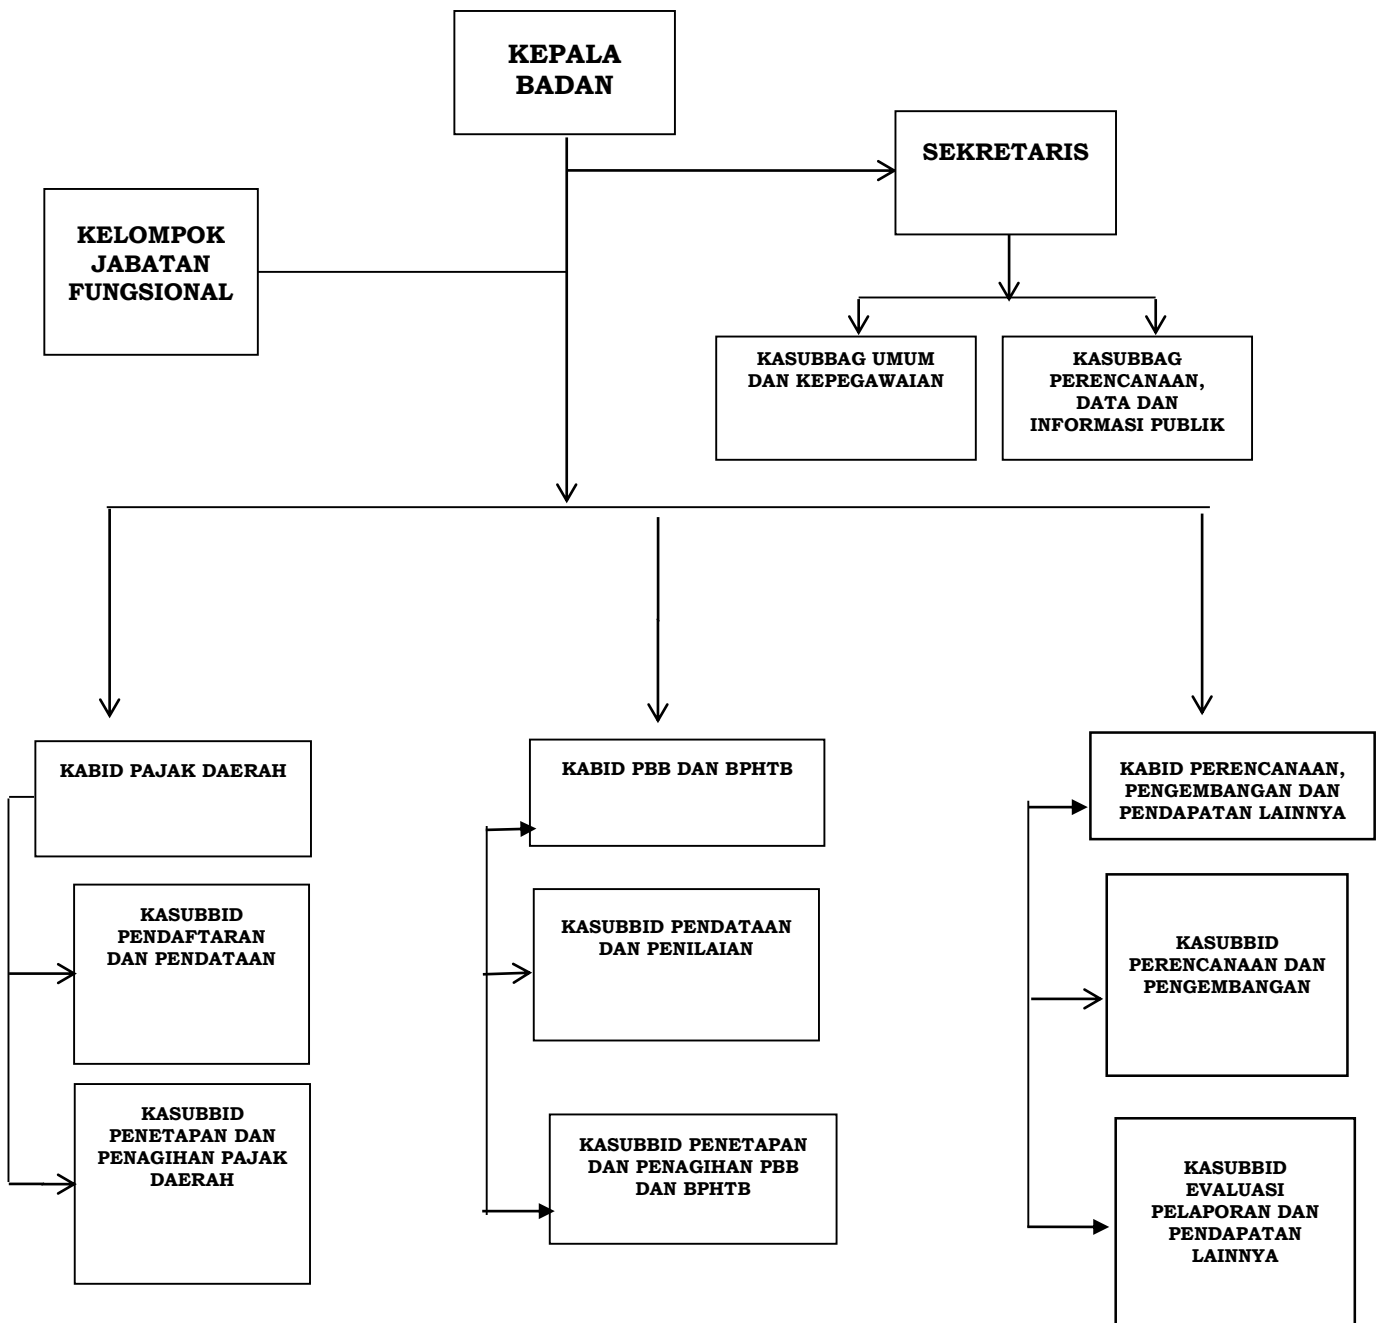 KEPALA
BADAN
SEKRETARIS
KELOMPOK
JABATAN
FUNGSIONAL
KASUBBAG UMUM
DAN KEPEGAWAIAN
KASUBBAG
PERENCANAAN,
DATA DAN
INFORMASI PUBLIK
KABID PAJAK DAERAH
KASUBBID
PENDAFTARAN
DAN PENDATAAN
KASUBBID
PENETAPAN DAN
PENAGIHAN PAJAK
DAERAH
KABID PBB DAN BPHTB
KASUBBID PENDATAAN
DAN PENILAIAN
KASUBBID PENETAPAN
DAN PENAGIHAN PBB
DAN BPHTB
KABID PERENCANAAN,
PENGEMBANGAN DAN
PENDAPATAN LAINNYA
KASUBBID
PERENCANAAN DAN
PENGEMBANGAN
KASUBBID
EVALUASI
PELAPORAN DAN
PENDAPATAN
LAINNYA